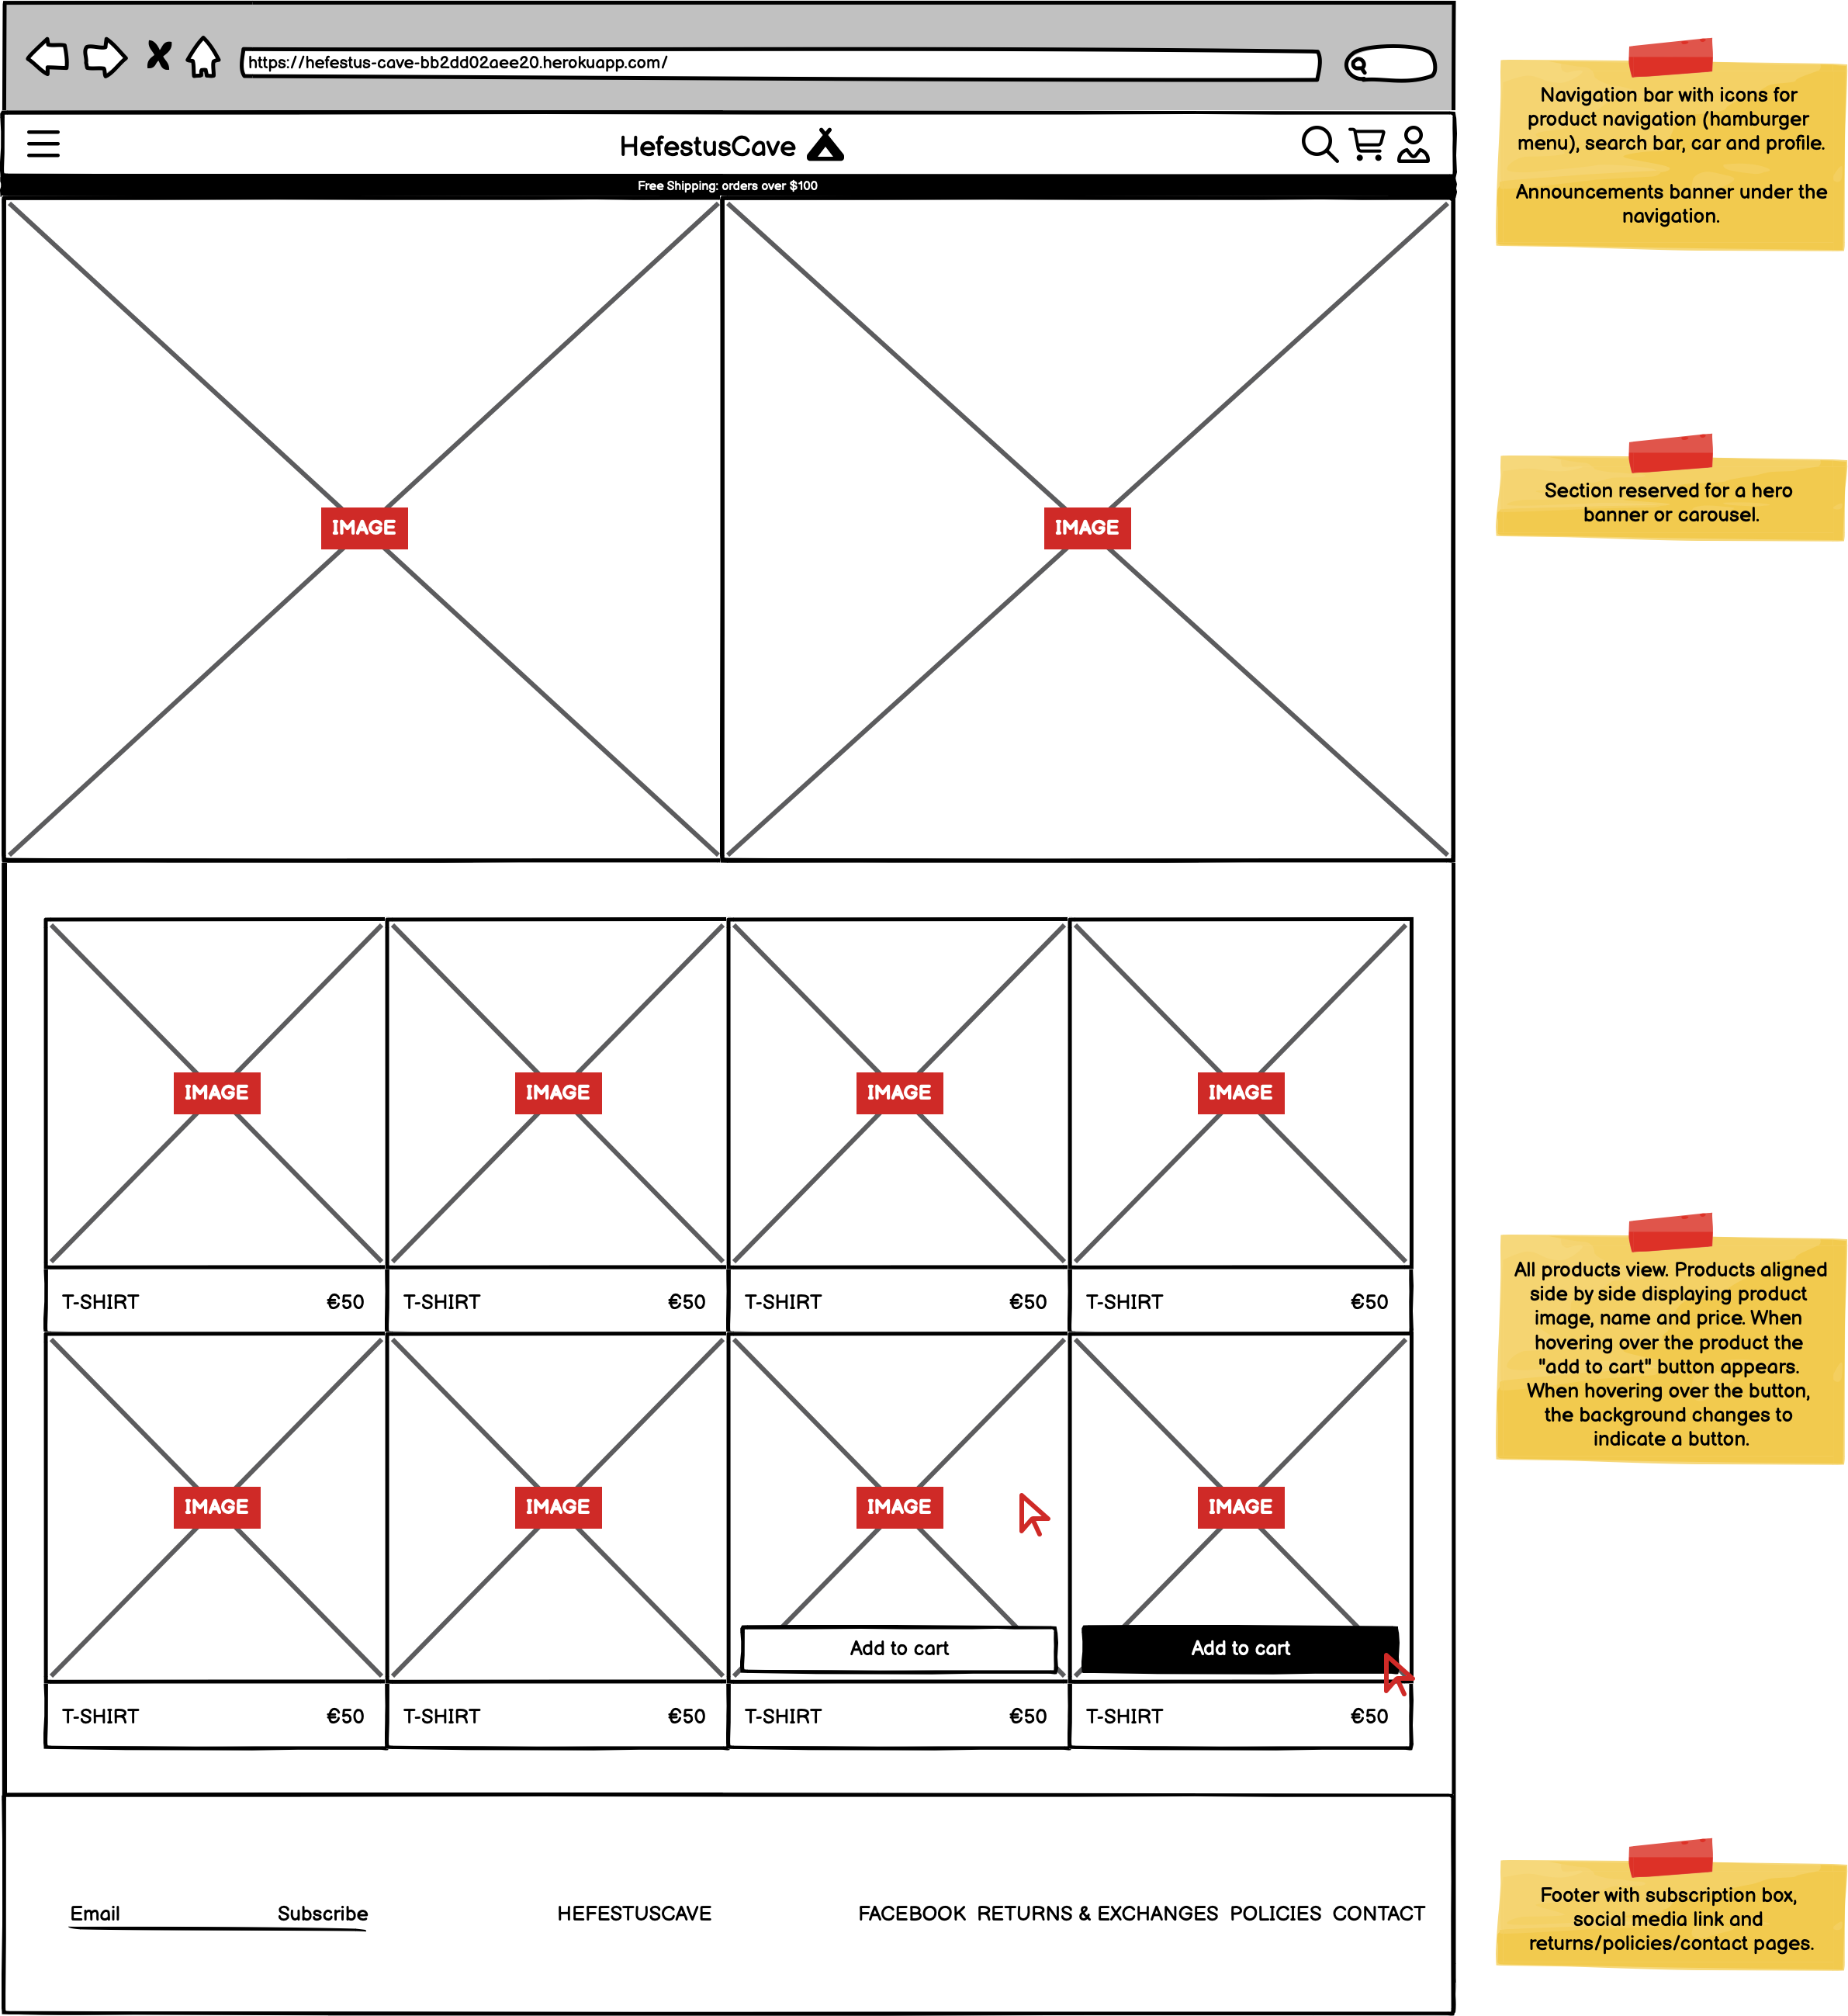 https://hefestus-cave-bb2dd02aee20.herokuapp.com/
HefestusCave
Free Shipping: orders over $100
Navigation bar with icons for
product navigation (hamburger
menu), search bar, car and profile.
Announcements banner under the
navigation.
IMAGE IMAGE
Section reserved for a hero
banner or carousel.
IMAGE IMAGE IMAGE IMAGE
T-SHIRT €50 T-SHIRT €50 T-SHIRT €50 T-SHIRT €50
All products view. Products aligned
side by side displaying product
image, name and price. When
hovering over the product the
"add to cart" button appears.
When hovering over the button,
the background changes to
indicate a button.
IMAGE IMAGE IMAGE IMAGE
Add to cart Add to cart
T-SHIRT €50 T-SHIRT €50 T-SHIRT €50 T-SHIRT €50
Email Subscribe HEFESTUSCAVE FACEBOOK RETURNS & EXCHANGES POLICIES CONTACT
Footer with subscription box,
social media link and
returns/policies/contact pages.